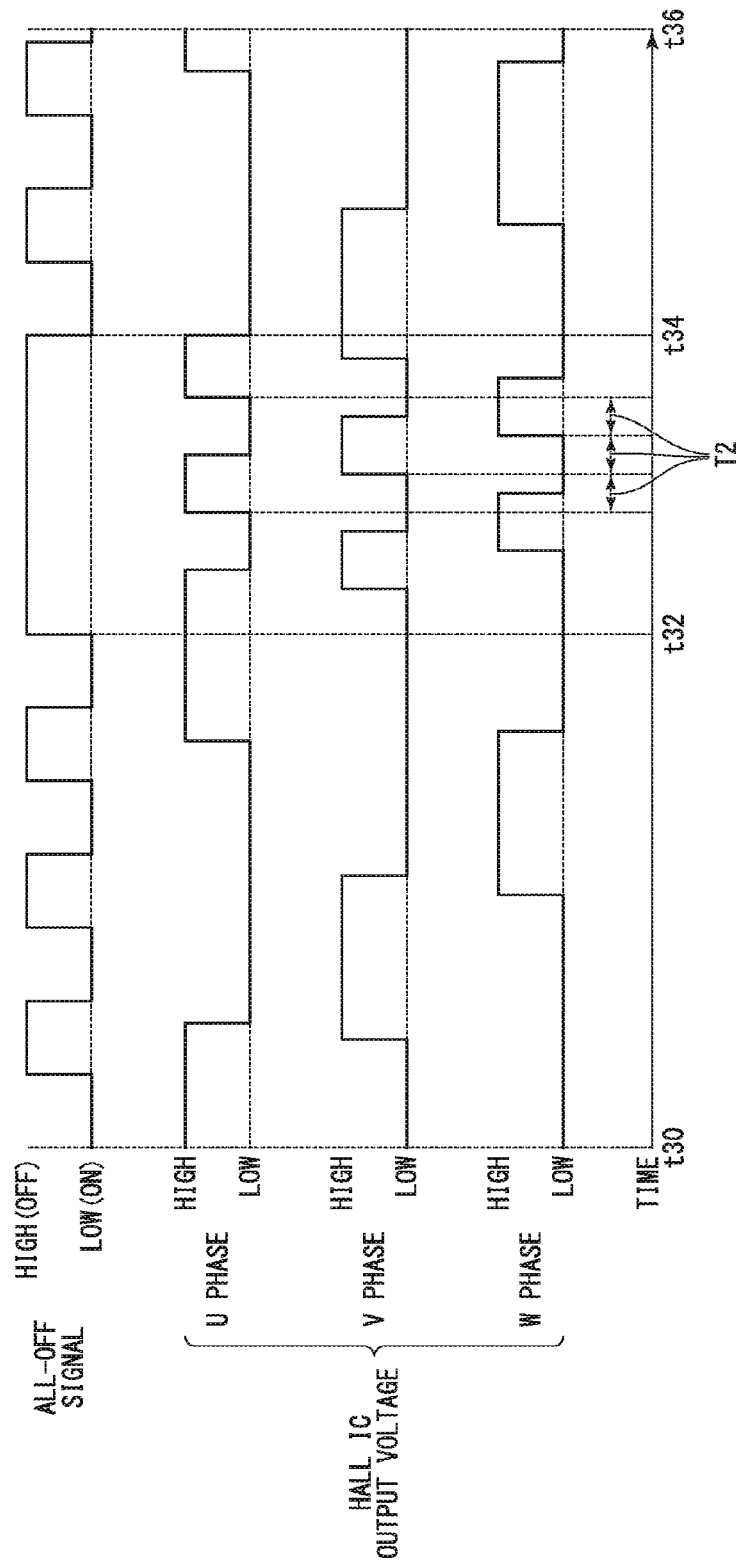 ALL-OFF
SIGNAL
HIGH(OFF)
LOW(ON)
HALL IC
OUTPUT VOLTAGE
U PHASE
HIGH
LOW
V PHASE
HIGH
LOW
W PHASE
HIGH
LOW
TIME
t30
t32
t34
t36
T2